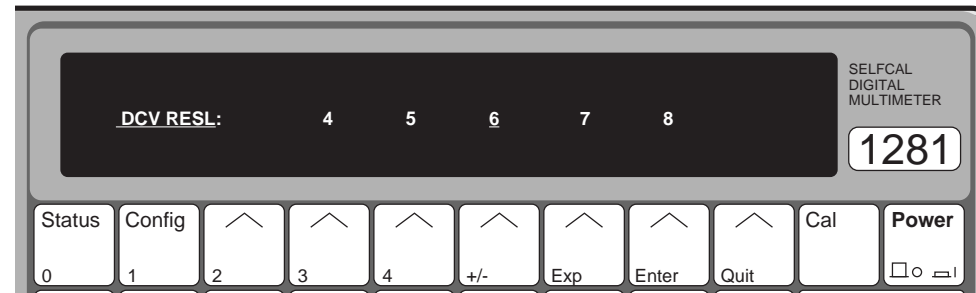 SELFCAL
DIGITAL
MULTIMETER
1281
DCV RESL: 4 5 6 7 8
Status Config Cal Power
0 1 2 3 4 +/- Exp Enter Quit